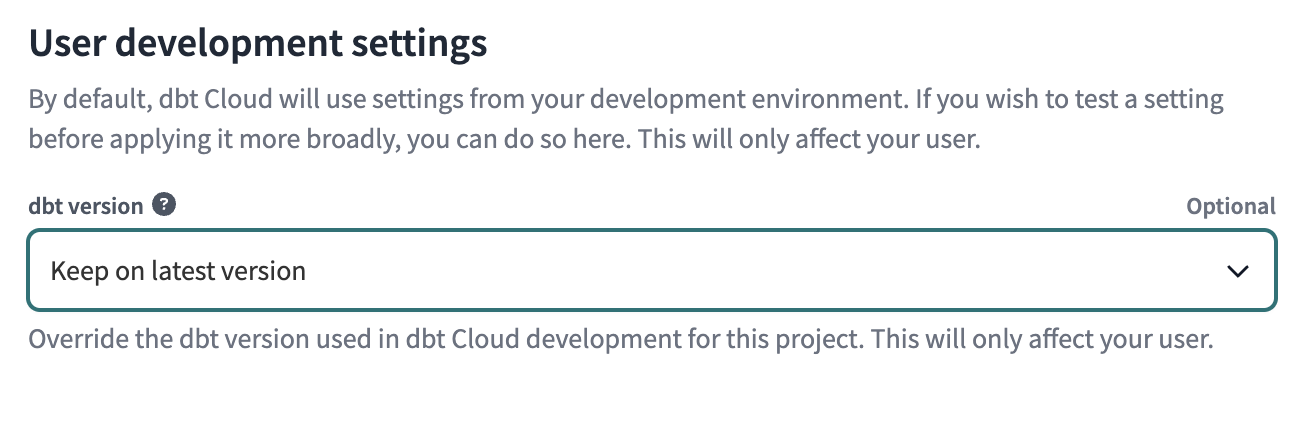 User development settings
By default, dbt Cloud will use settings from your development environment. If you wish to test a setting
before applying it more broadly, you can do so here. This will only affect your user.
dbt version ? Optional
Keep on latest version
Override the dbt version used in dbt Cloud development for this project. This will only affect your user.